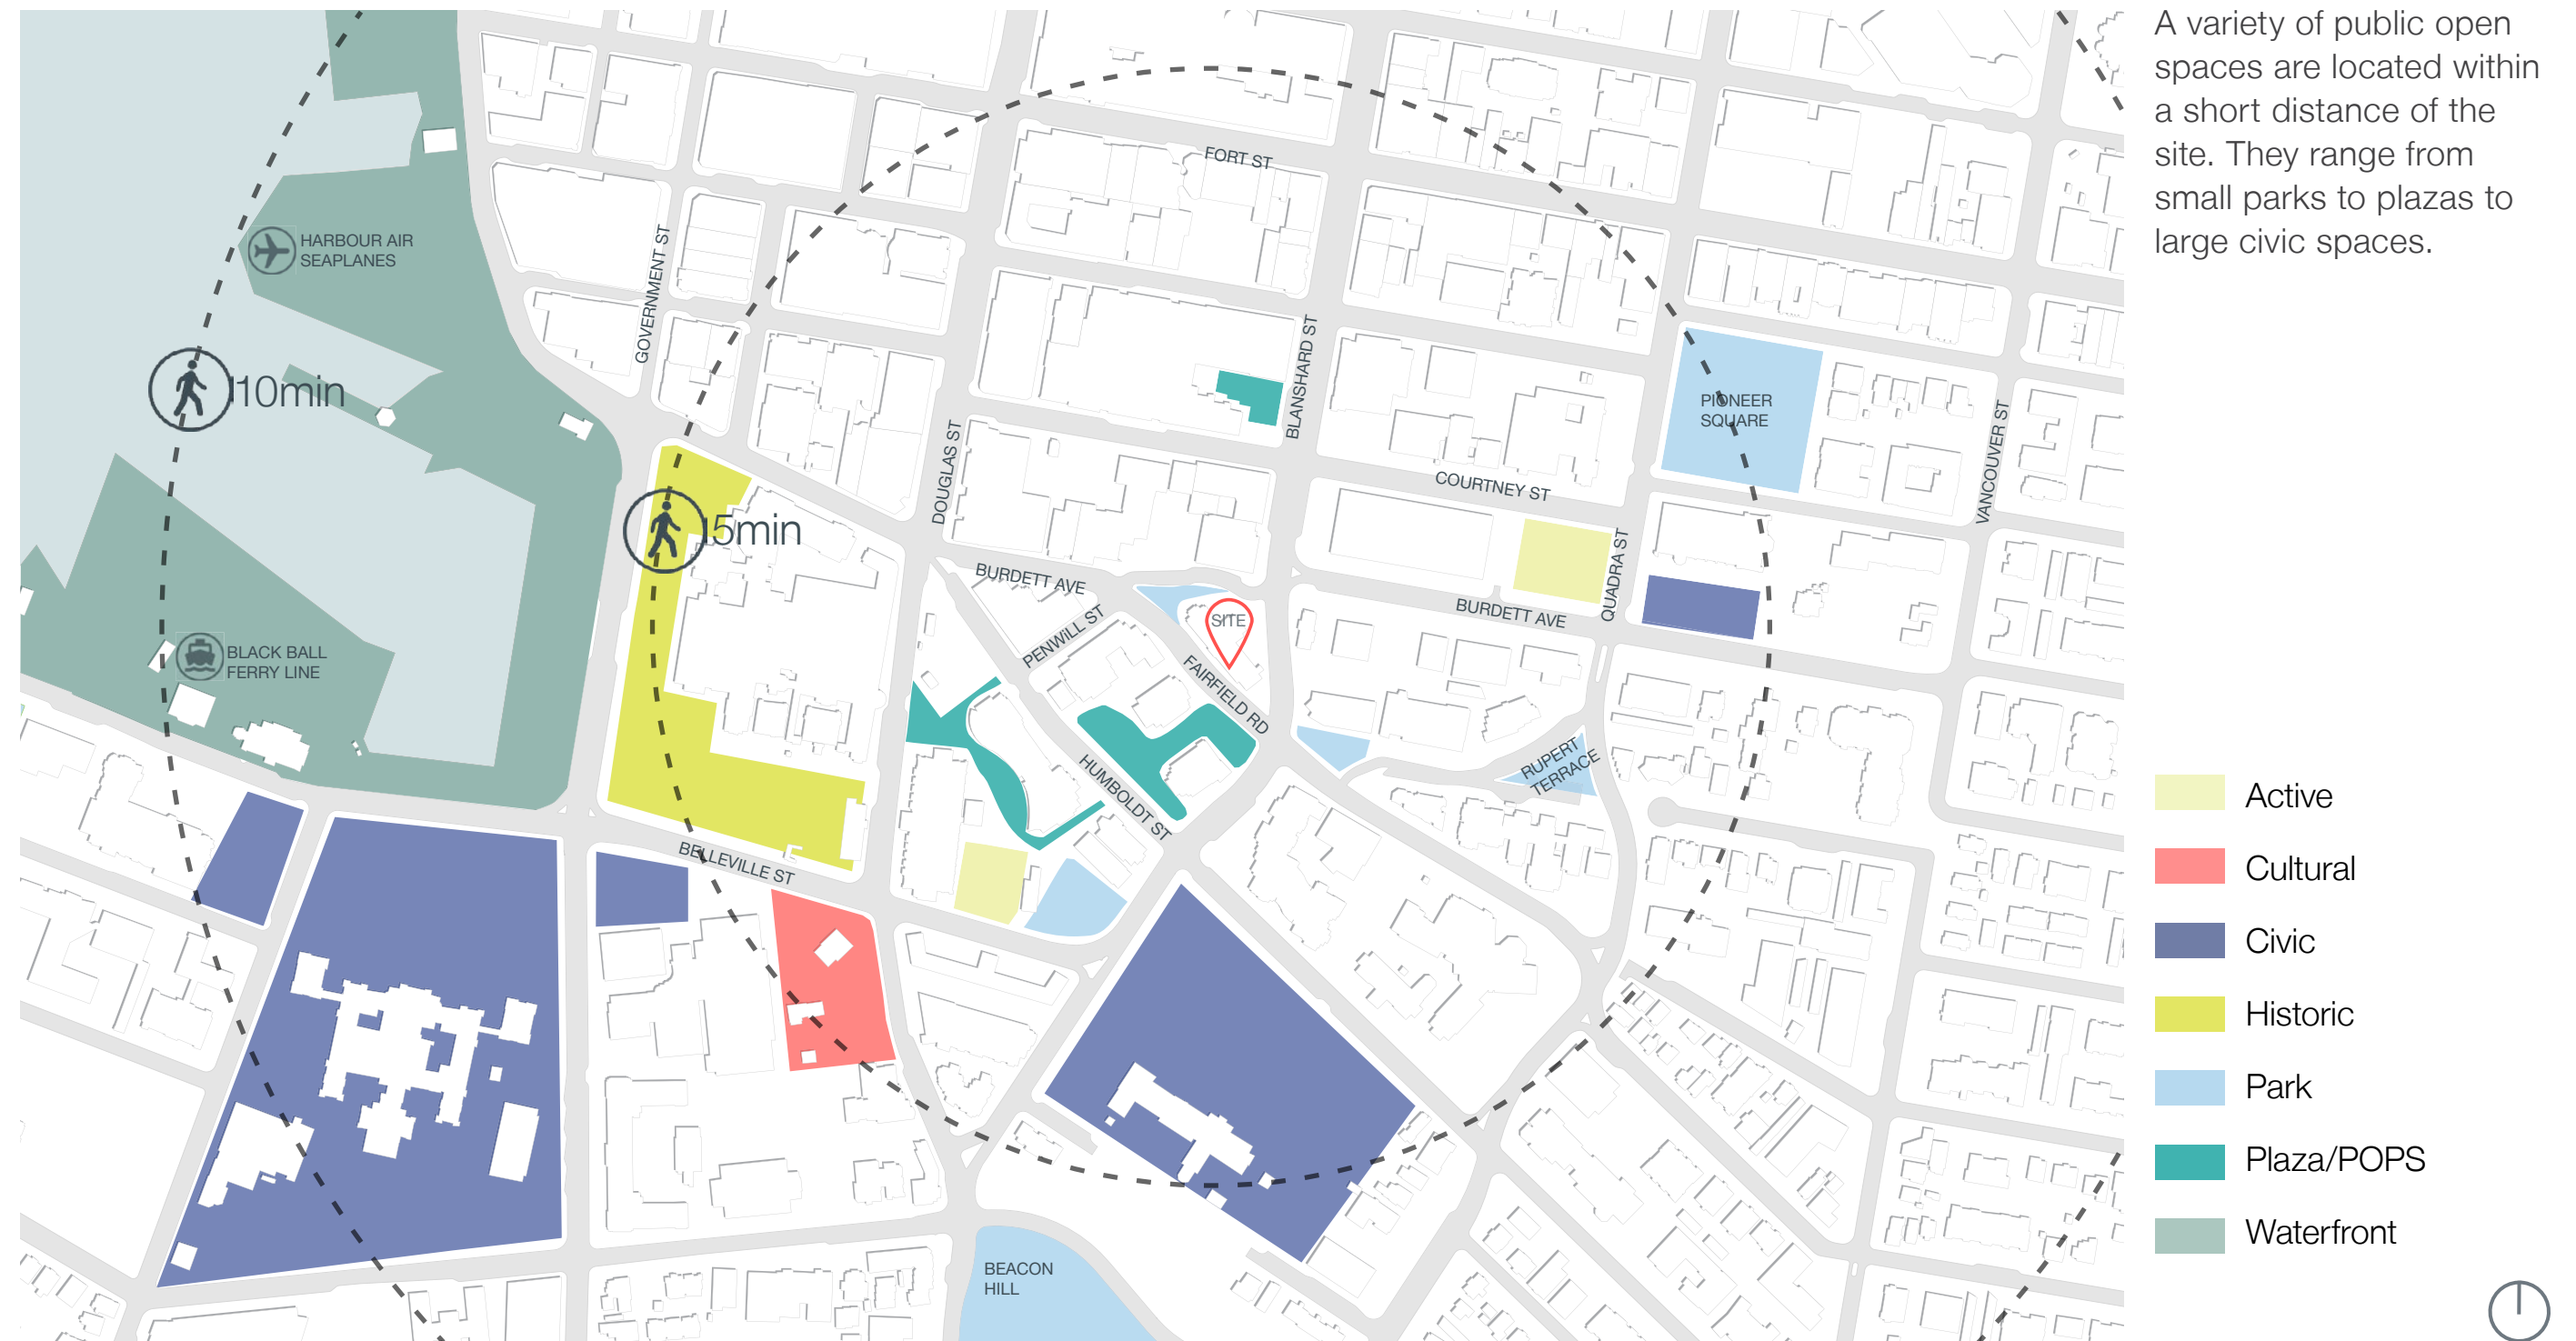 A variety of public open
spaces are located within
a short distance of the
site. They range from
small parks to plazas to
large civic spaces.
FORT ST
HARBOUR AIR
SEAPLANES
GOVERNMENT ST
10min
BLANSHARD ST
PIONEER
SQUARE
VANCOUVER ST
DOUGLAS ST
COURTNEY ST
5min
QUADRA ST
BURDETT AVE
BURDETT AVE
PENWiLL ST
SITE
BLACK BALL
FERRY LINE
FAIRFIELD RD
RUPERT
TERRACE
HUMBOLDT ST
BELLEVILLE ST
BEACON
HILL
Active
Cultural
Civic
Historic
Park
Plaza/POPS
Waterfront